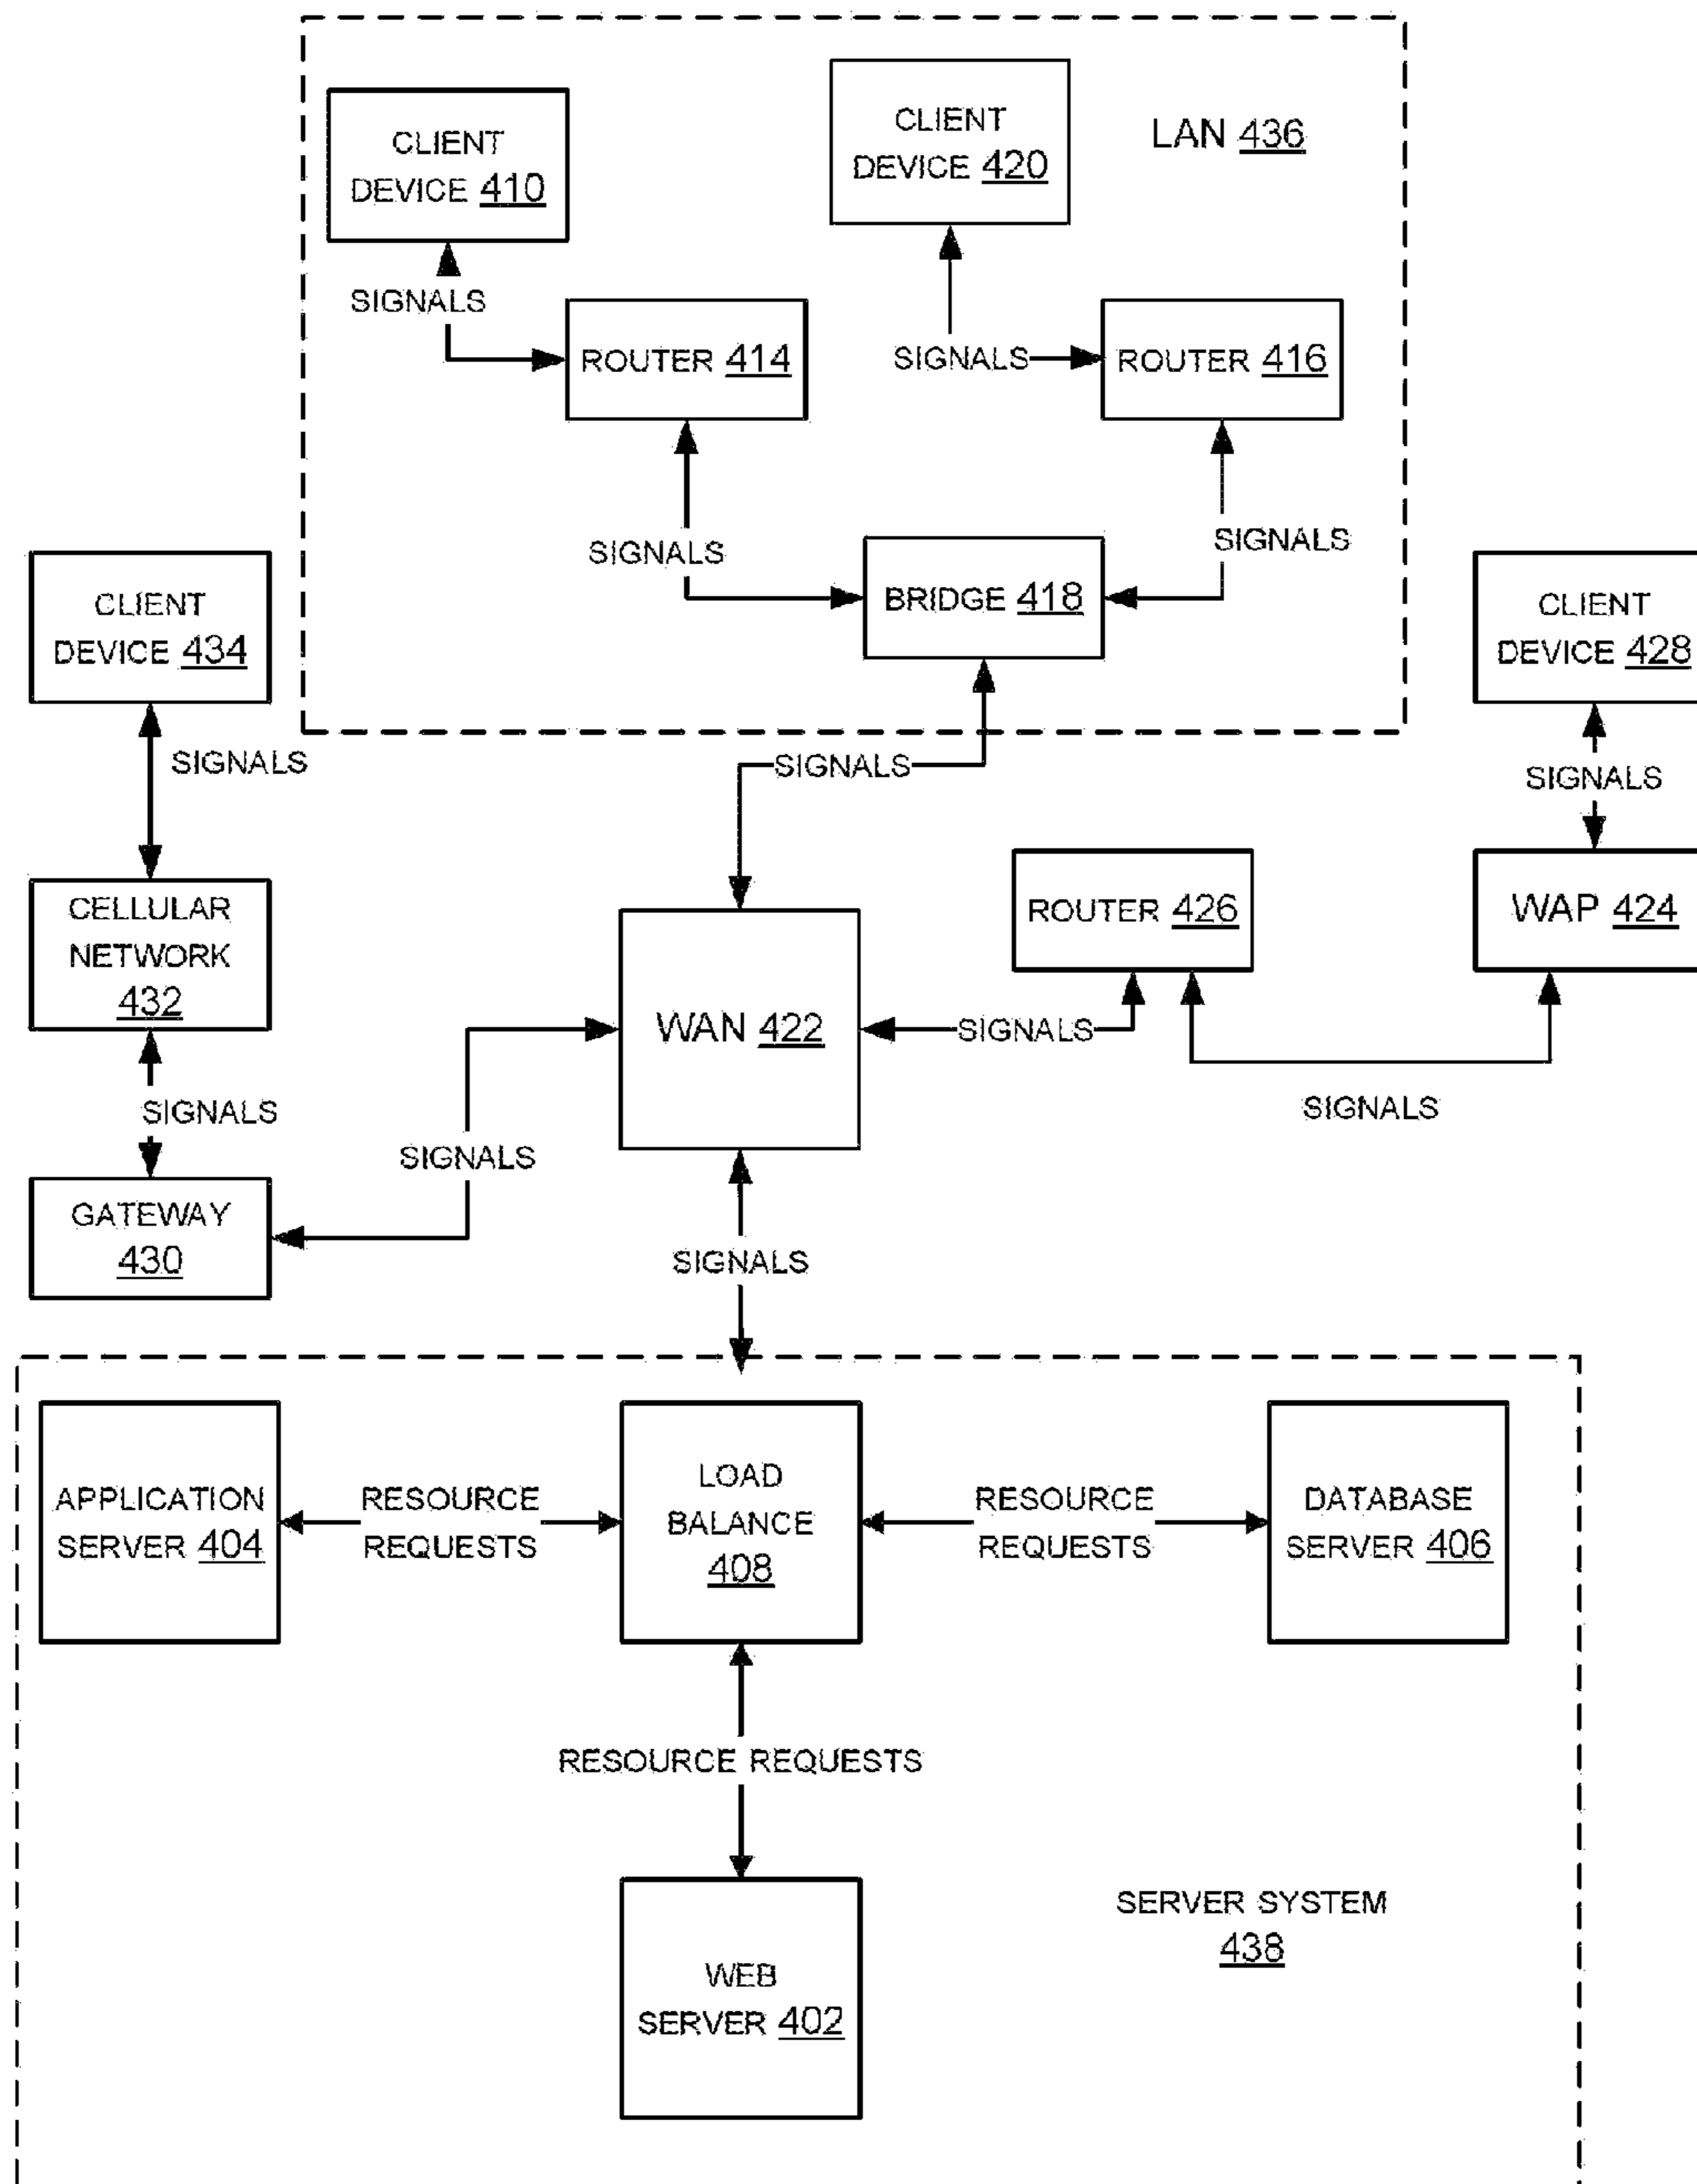 CLIENT
DEVICE 410
CLIENT
DEVICE 420
LAN 436
SIGNALS
ROUTER 414
SIGNALS
ROUTER 416
SIGNALS
SIGNALS
BRIDGE 418
CLIENT
DEVICE 434
CLIENT
DEVICE 428
SIGNALS
SIGNALS
SIGNALS
CELLULAR
NETWORK
432
ROUTER 426
WAP 424
WAN 422
SIGNALS
SIGNALS
SIGNALS
SIGNALS
GATEWAY
430
SIGNALS
APPLICATION
SERVER 404
RESOURCE
REQUESTS
LOAD
BALANCE
408
RESOURCE
REQUESTS
DATABASE
SERVER 406
RESOURCE REQUESTS
SERVER SYSTEM
438
WEB
SERVER 402